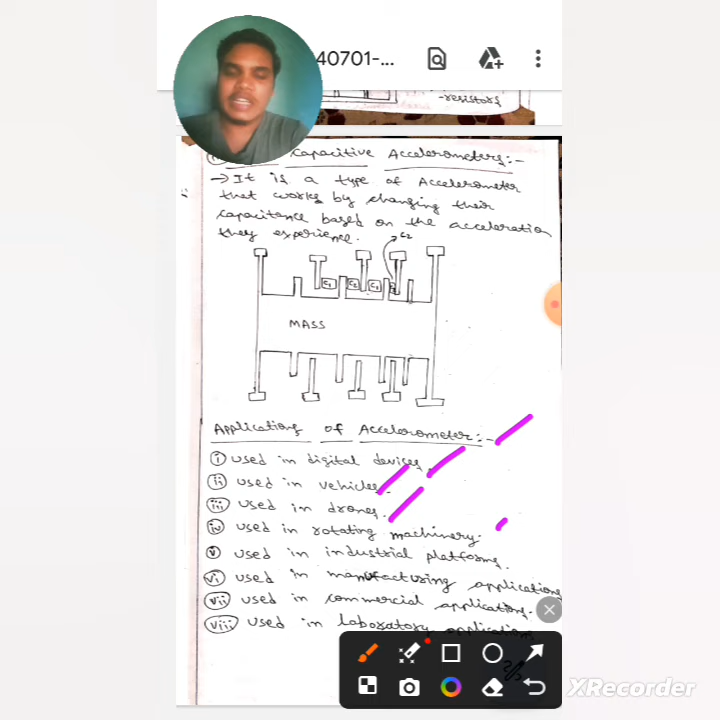 40701-...
-resistors
Capacitive Accelerometers:-
→ It is a type of Accelerometer
that works by changing their
capacitance based on the acceleration
they experience.
C2
C1 C2 C1
MASS
Applications of Accelerometer:-
(i) used in digital devices.
(ii) used in vehicles.
(iii) used in drones.
(iv) used in rotating machinery.
(v) used in industrial platforms.
(vi) used in manufacturing applications
(vii) used in commercial applications.
(viii) used in laboratory applications
XRecorder